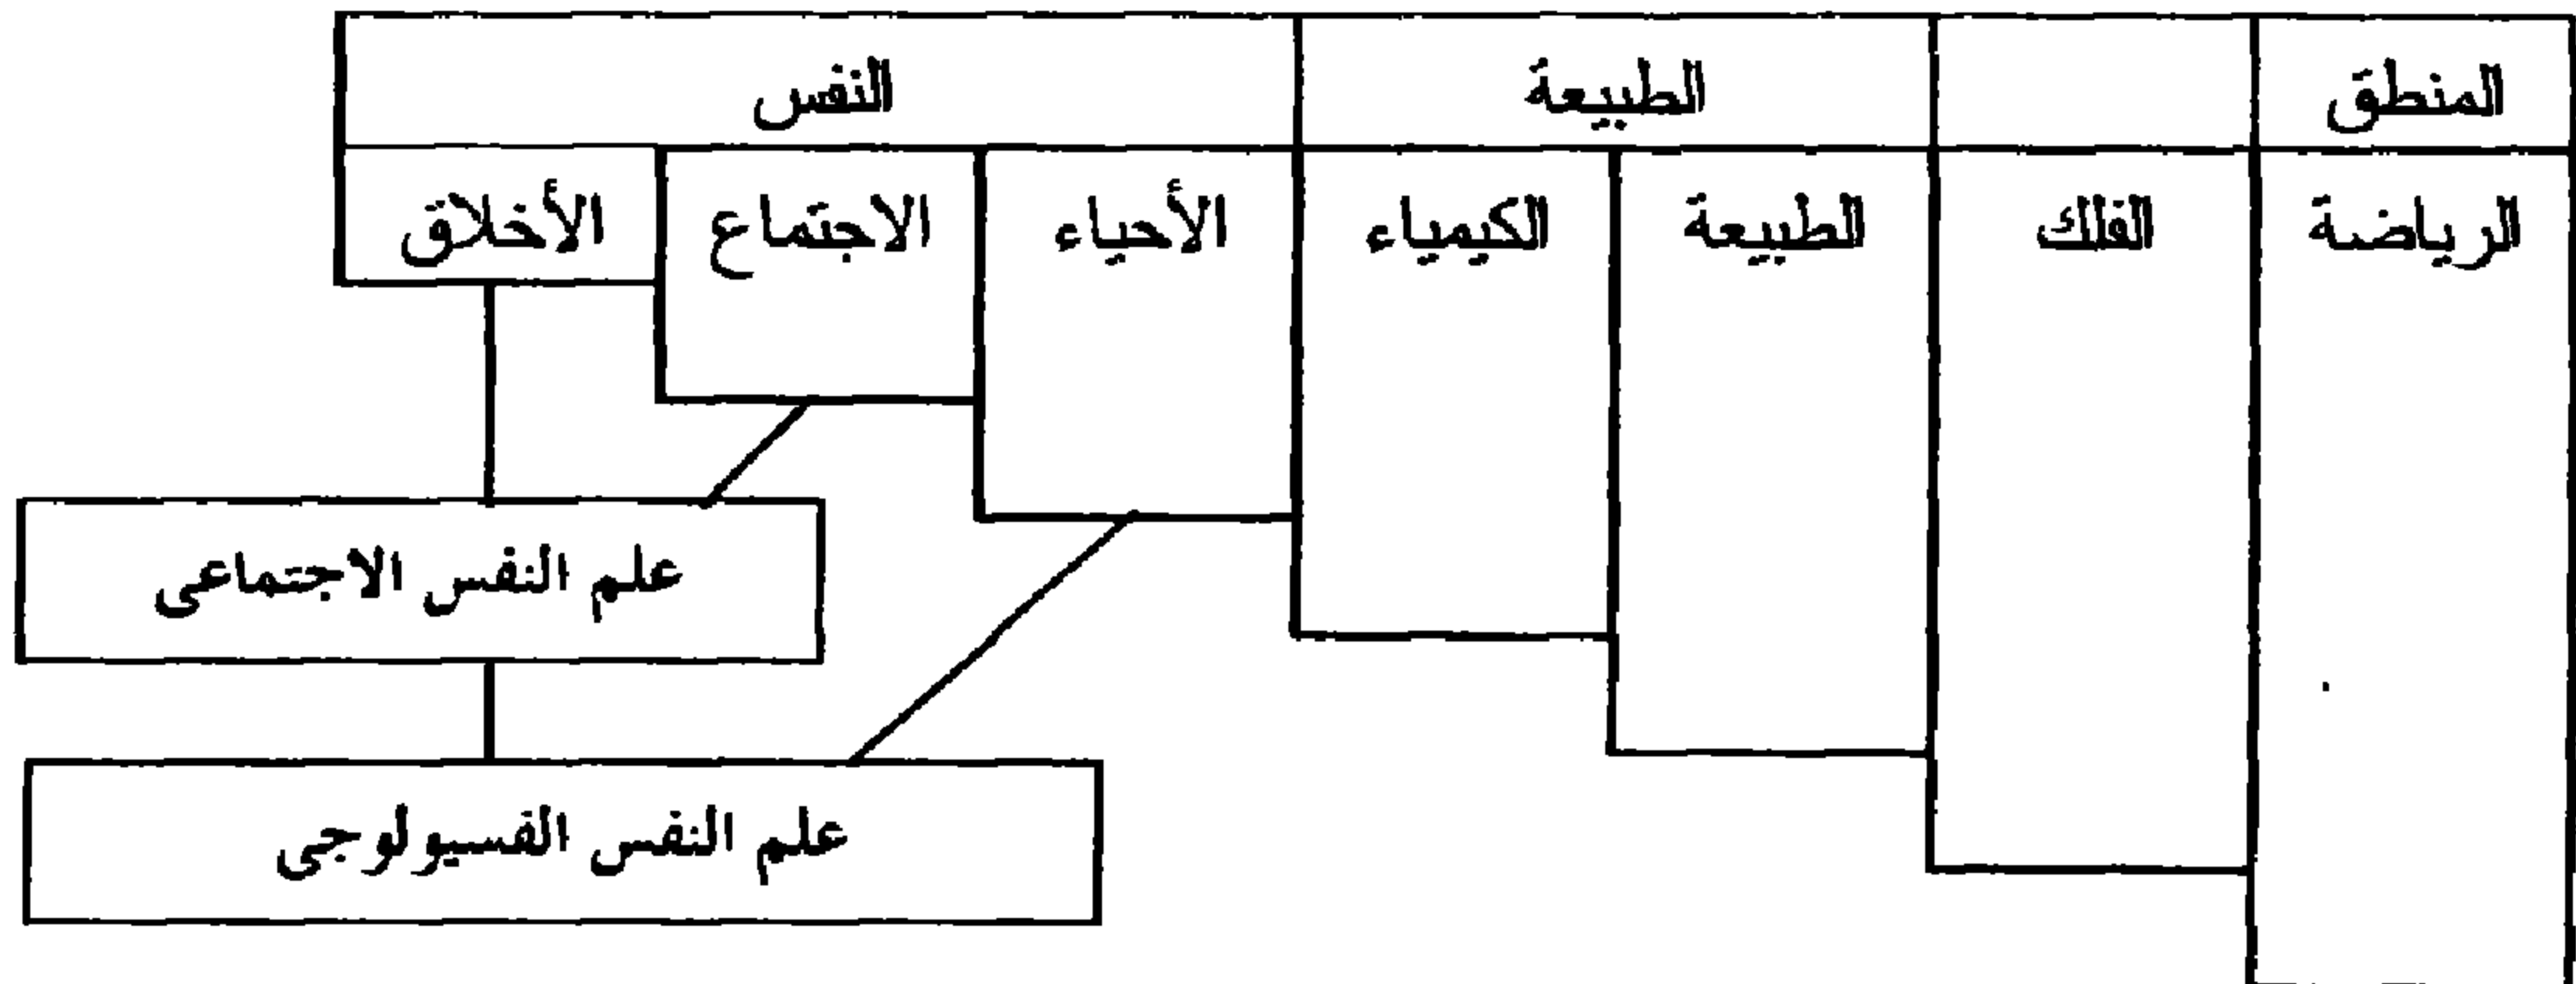 المنطق الطبيعة النفس
الرياضة الفلك الطبيعة الكيمياء الأحياء الاجتماع الأخلاق
علم النفس الاجتماعى
علم النفس الفسيولوجى